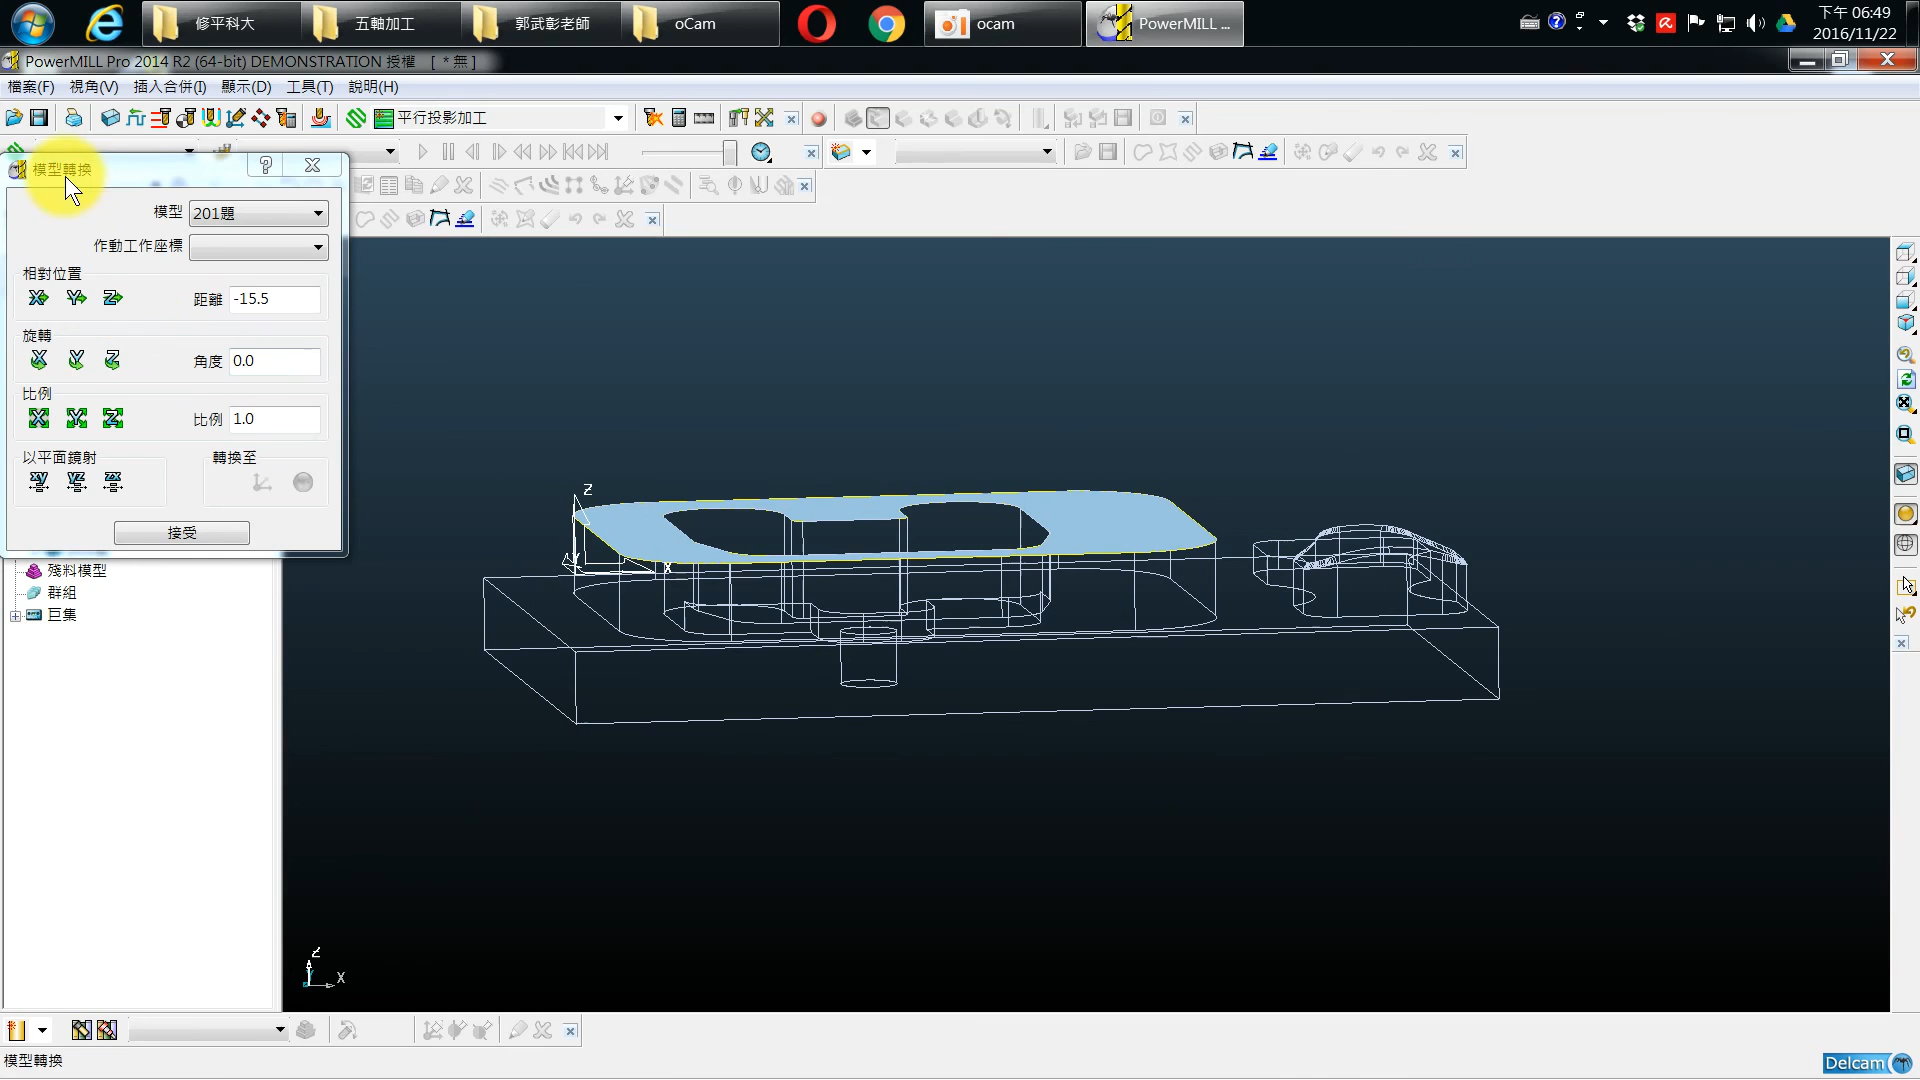 修平科大
五軸加工
郭武彰老師
oCam
ocam
PowerMILL ...
下午 06:49
2016/11/22
PowerMILL Pro 2014 R2 (64-bit) DEMONSTRATION 授權 [ * 無 ]
檔案(F) 視角(V) 插入合併(I) 顯示(D) 工具(T) 說明(H)
平行投影加工
模型轉換
模型 201題
作動工作座標
相對位置
距離 -15.5
旋轉
角度 0.0
比例
比例 1.0
以平面鏡射
轉換至
接受
殘料模型
群組
巨集
Z
Y
X
Z
X
模型轉換
Delcam